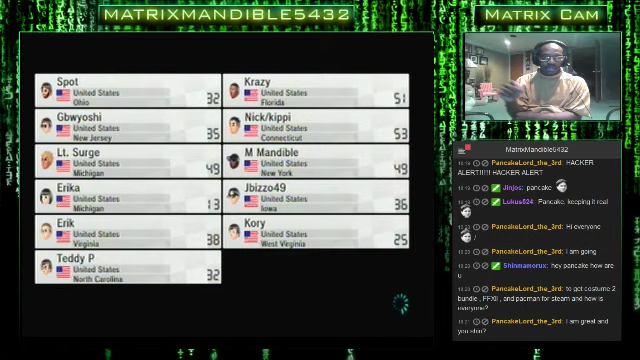 MATRIXMANDIBLE5432
MATRIX CAM
Spot
United States
Ohio
32
Krazy
United States
Florida
51
Gbwyoshi
United States
New Jersey
35
Nick/kippi
United States
Connecticut
53
Lt. Surge
United States
Michigan
49
M Mandible
United States
New York
49
Erika
United States
Michigan
13
Jbizzo49
United States
Iowa
36
Erik
United States
Virginia
38
Kory
United States
West Virginia
25
Teddy P
United States
North Carolina
32
MatrixMandible5432
PancakeLord_the_3rd: HACKER
ALERT!!!!! HACKER ALERT
Jinjos: pancake
Lukus524: Pancake, keeping it real
PancakeLord_the_3rd: Hi everyone
PancakeLord_the_3rd: I am going
Shinmamorux: hey pancake how are
u
PancakeLord_the_3rd: to get costume 2
bundle , FFXII , and pacman for steam and how is
everyone?
PancakeLord_the_3rd: I am great and
you shin?